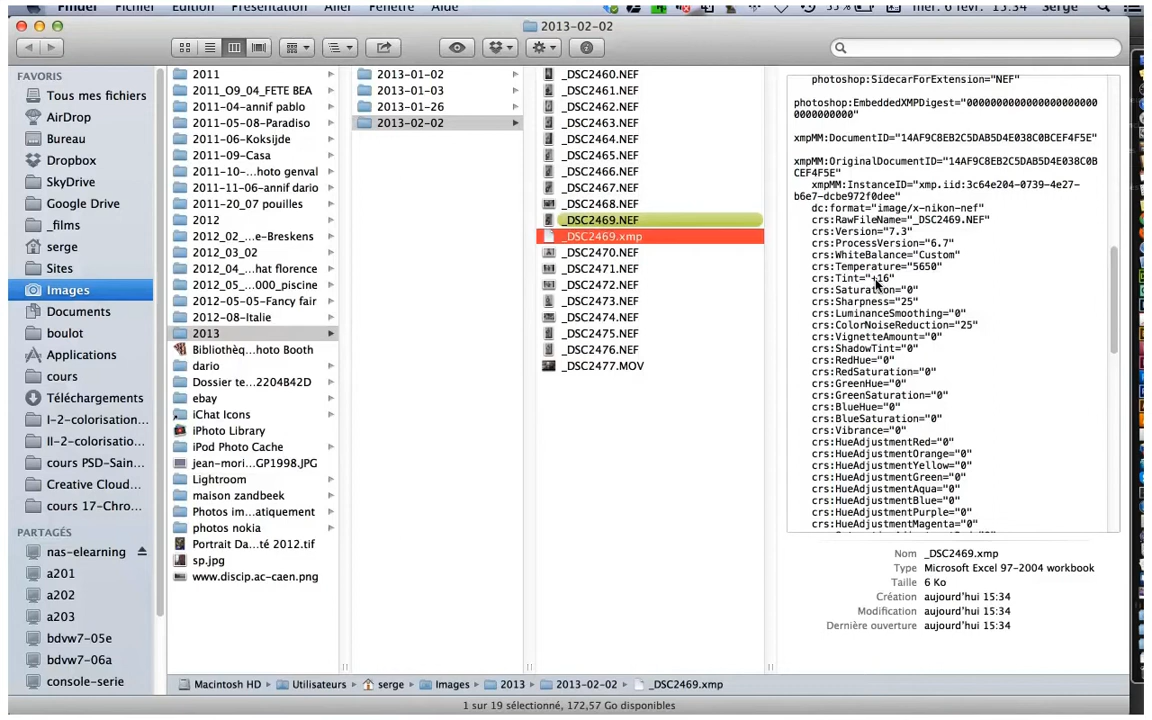 Finder Fichier Édition Présentation Aller Fenêtre Aide 55 % mer. 6 févr. 15:34 Serge
2013-02-02
FAVORIS
Tous mes fichiers
AirDrop
Bureau
Dropbox
SkyDrive
Google Drive
_films
serge
Sites
Images
Documents
boulot
Applications
cours
Téléchargements
I-2-colorisation...
II-2-colorisatio...
cours PSD-Sain...
Creative Cloud...
cours 17-Chro...
PARTAGÉS
nas-elearning
a201
a202
a203
bdvw7-05e
bdvw7-06a
console-serie
2011
2011_O9_04_FETE BEA
2011-04-annif pablo
2011-05-08-Paradiso
2011-06-Koksijde
2011-09-Casa
2011-10-...hoto genval
2011-11-06-annif dario
2011-20_07 pouilles
2012
2012_02_...e-Breskens
2012_03_02
2012_04_...hat florence
2012_05_...000_piscine
2012-05-05-Fancy fair
2012-08-Italie
2013
Bibliothèq...hoto Booth
dario
Dossier te...2204B42D
ebay
iChat Icons
iPhoto Library
iPod Photo Cache
jean-mori...GP1998.JPG
Lightroom
maison zandbeek
Photos im...atiquement
photos nokia
Portrait Da...té 2012.tif
sp.jpg
www.discip.ac-caen.png
2013-01-02
2013-01-03
2013-01-26
2013-02-02
_DSC2460.NEF
_DSC2461.NEF
_DSC2462.NEF
_DSC2463.NEF
_DSC2464.NEF
_DSC2465.NEF
_DSC2466.NEF
_DSC2467.NEF
_DSC2468.NEF
_DSC2469.NEF
_DSC2469.xmp
_DSC2470.NEF
_DSC2471.NEF
_DSC2472.NEF
_DSC2473.NEF
_DSC2474.NEF
_DSC2475.NEF
_DSC2476.NEF
_DSC2477.MOV
photoshop:SidecarForExtension="NEF"
photoshop:EmbeddedXMPDigest="00000000000000000000
000000000000"
xmpMM:DocumentID="14AF9C8EB2C5DAB5D4E038C0BCEF4F5E"
xmpMM:OriginalDocumentID="14AF9C8EB2C5DAB5D4E038C0B
CEF4F5E"
xmpMM:InstanceID="xmp.iid:3c64e204-0739-4e27-
b6e7-dcbe972f0dee"
dc:format="image/x-nikon-nef"
crs:RawFileName="_DSC2469.NEF"
crs:Version="7.3"
crs:ProcessVersion="6.7"
crs:WhiteBalance="Custom"
crs:Temperature="5650"
crs:Tint="+16"
crs:Saturation="0"
crs:Sharpness="25"
crs:LuminanceSmoothing="0"
crs:ColorNoiseReduction="25"
crs:VignetteAmount="0"
crs:ShadowTint="0"
crs:RedHue="0"
crs:RedSaturation="0"
crs:GreenHue="0"
crs:GreenSaturation="0"
crs:BlueHue="0"
crs:BlueSaturation="0"
crs:Vibrance="0"
crs:HueAdjustmentRed="0"
crs:HueAdjustmentOrange="0"
crs:HueAdjustmentYellow="0"
crs:HueAdjustmentGreen="0"
crs:HueAdjustmentAqua="0"
crs:HueAdjustmentBlue="0"
crs:HueAdjustmentPurple="0"
crs:HueAdjustmentMagenta="0"
Nom _DSC2469.xmp
Type Microsoft Excel 97-2004 workbook
Taille 6 Ko
Création aujourd'hui 15:34
Modification aujourd'hui 15:34
Dernière ouverture aujourd'hui 15:34
Macintosh HD Utilisateurs serge Images 2013 2013-02-02 _DSC2469.xmp
1 sur 19 sélectionné, 172,57 Go disponibles